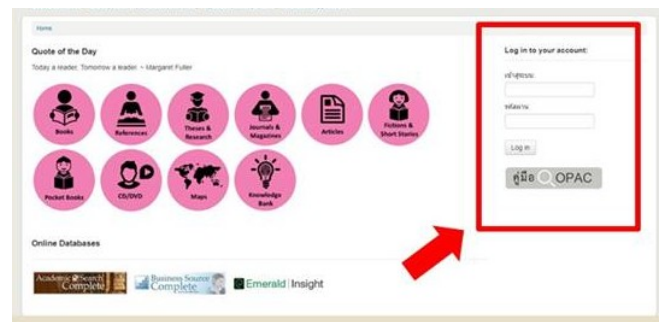 Home
Quote of the Day
Today a reader, Tomorrow a leader. ~ Margaret Fuller
Books
References
Theses &
Research
Journals &
Magazines
Articles
Fictions &
Short Stories
Pocket Books
CD/DVD
Maps
Knowledge
Bank
Online Databases
Academic Search
Complete
Business Source
Complete
Emerald Insight
Log in to your account:
เข้าสู่ระบบ
รหัสผ่าน
Log in
คู่มือ OPAC